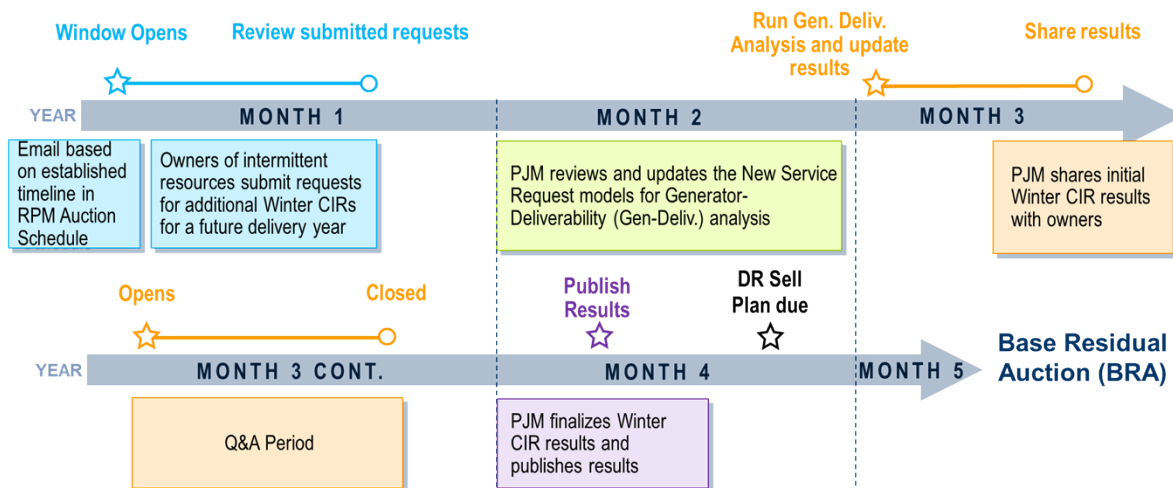 Window Opens
Review submitted requests
Run Gen. Deliv.
Analysis and update
results
Share results
YEAR
MONTH 1
MONTH 2
MONTH 3
Email based
on established
timeline in
RPM Auction
Schedule
Owners of intermittent
resources submit requests
for additional Winter CIRs
for a future delivery year
PJM reviews and updates the New Service
Request models for Generator-
Deliverability (Gen-Deliv.) analysis
PJM shares initial
Winter CIR results
with owners
Opens
Closed
Publish
Results
DR Sell
Plan due
YEAR
MONTH 3 CONT.
MONTH 4
MONTH 5
Base Residual
Auction (BRA)
Q&A Period
PJM finalizes Winter
CIR results and
publishes results